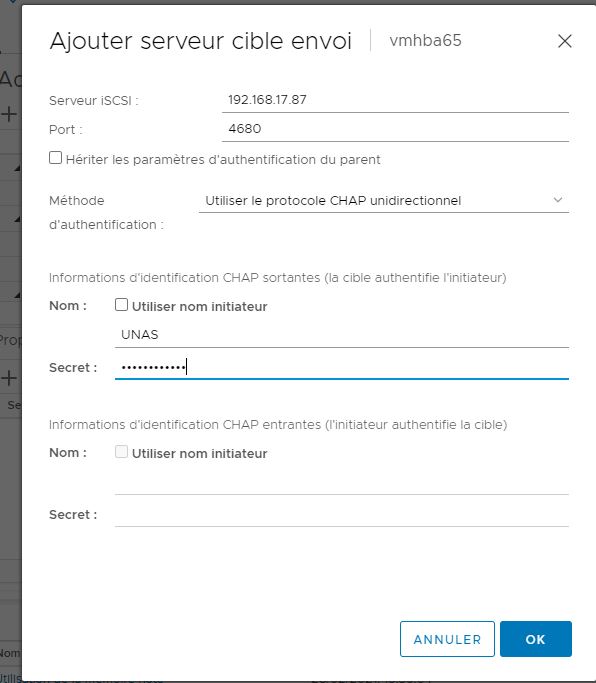 Ajouter serveur cible envoi | vmhba65
Serveur iSCSI : 192.168.17.87
Port : 4680
Hériter les paramètres d'authentification du parent
Méthode d'authentification : Utiliser le protocole CHAP unidirectionnel
Informations d'identification CHAP sortantes (la cible authentifie l'initiateur)
Nom : Utiliser nom initiateur
UNAS
Secret : ••••••••••••
Informations d'identification CHAP entrantes (l'initiateur authentifie la cible)
Nom : Utiliser nom initiateur
Secret :
ANNULER OK